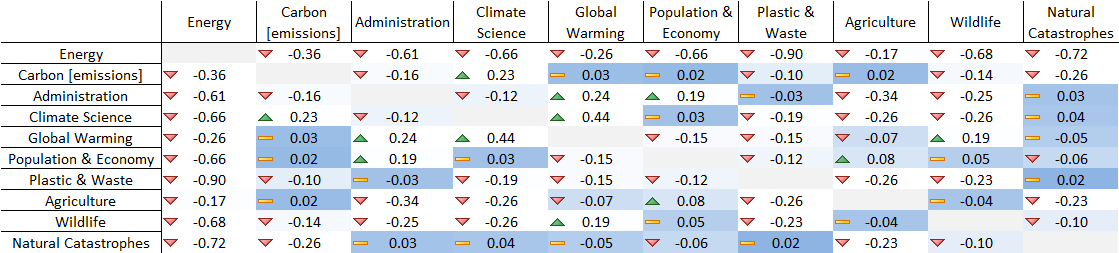 Energy Carbon [emissions] Administration Climate Science Global Warming Population & Economy Plastic & Waste Agriculture Wildlife Natural Catastrophes
Energy -0.36 -0.61 -0.66 -0.26 -0.66 -0.90 -0.17 -0.68 -0.72
Carbon [emissions] -0.36 -0.16 0.23 0.03 0.02 -0.10 0.02 -0.14 -0.26
Administration -0.61 -0.16 -0.12 0.24 0.19 -0.03 -0.34 -0.25 0.03
Climate Science -0.66 0.23 -0.12 0.44 0.03 -0.19 -0.26 -0.26 0.04
Global Warming -0.26 0.03 0.24 0.44 -0.15 -0.15 -0.07 0.19 -0.05
Population & Economy -0.66 0.02 0.19 0.03 -0.15 -0.12 0.08 0.05 -0.06
Plastic & Waste -0.90 -0.10 -0.03 -0.19 -0.15 -0.12 -0.26 -0.23 0.02
Agriculture -0.17 0.02 -0.34 -0.26 -0.07 0.08 -0.26 -0.04 -0.23
Wildlife -0.68 -0.14 -0.25 -0.26 0.19 0.05 -0.23 -0.04 -0.10
Natural Catastrophes -0.72 -0.26 0.03 0.04 -0.05 -0.06 0.02 -0.23 -0.10